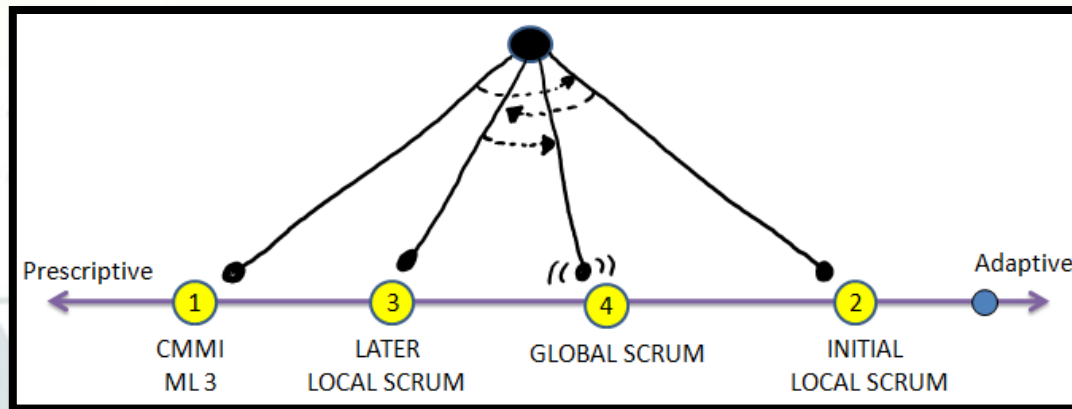 Prescriptive
Adaptive
1
3
4
2
CMMI
ML 3
LATER
LOCAL SCRUM
GLOBAL SCRUM
INITIAL
LOCAL SCRUM